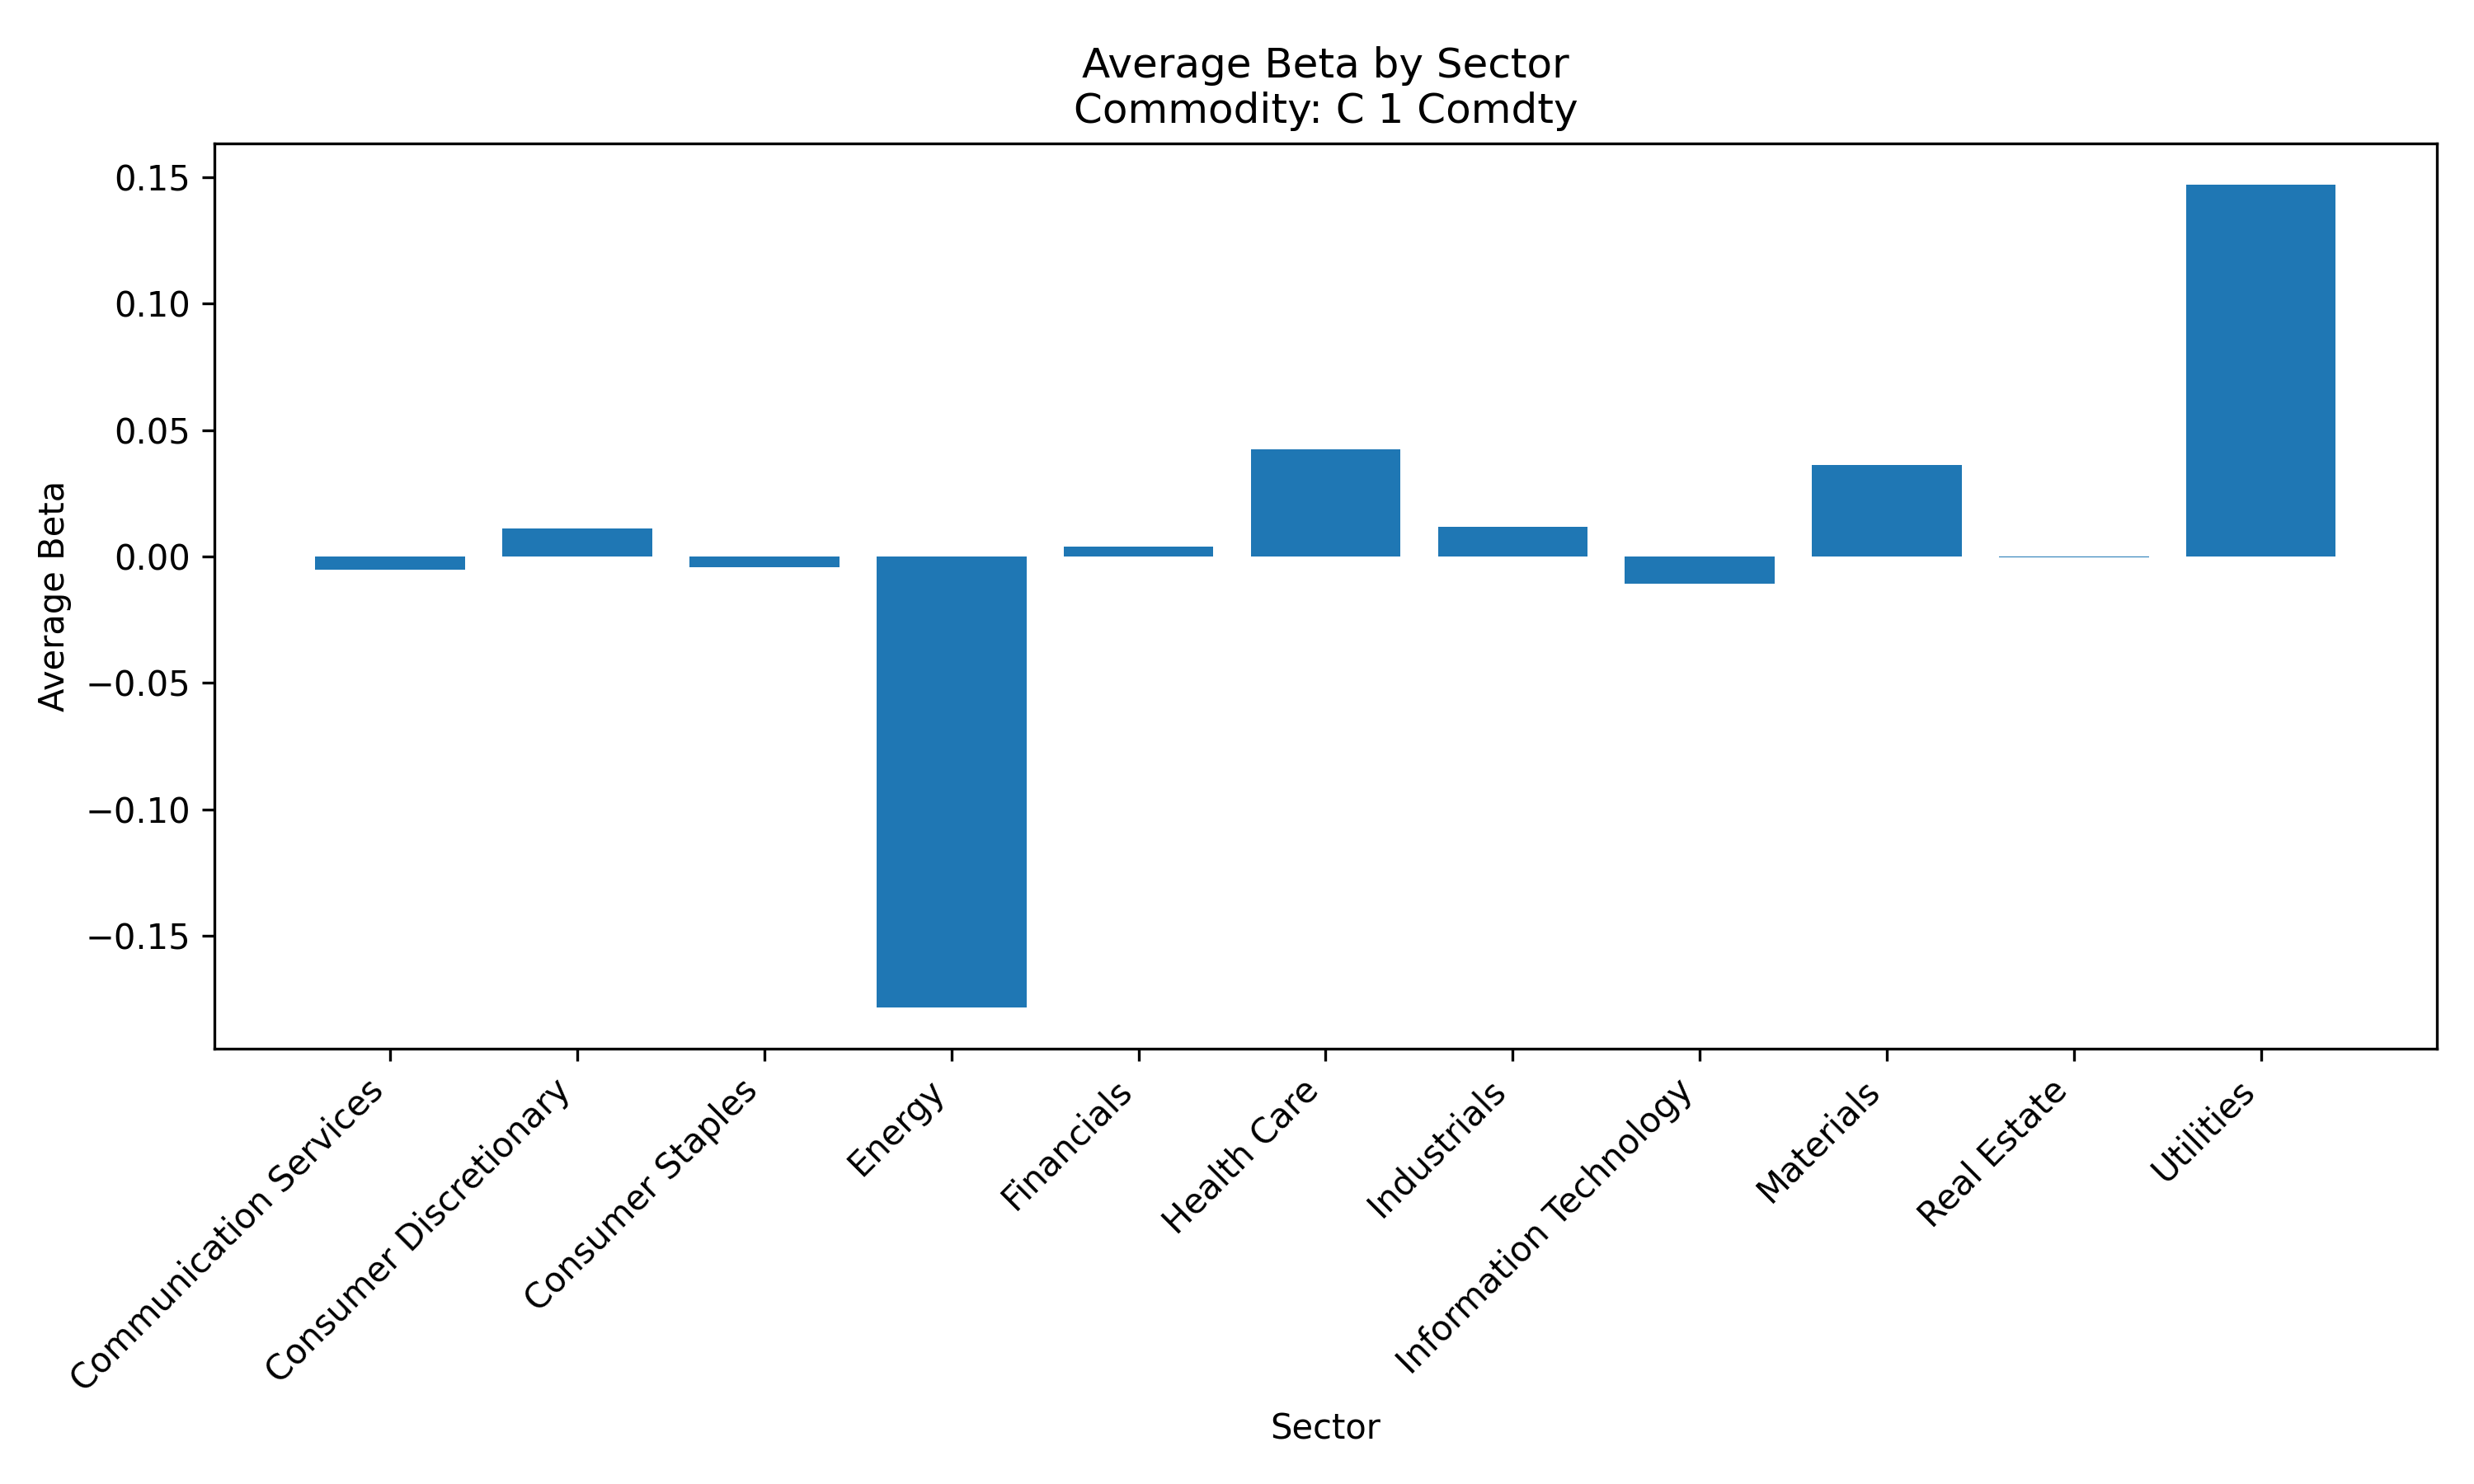 Average Beta by Sector
Commodity: C 1 Comdty
Average Beta
0.15
0.10
0.05
0.00
−0.05
−0.10
−0.15
Communication Services
Consumer Discretionary
Consumer Staples
Energy
Financials
Health Care
Industrials
Information Technology
Materials
Real Estate
Utilities
Sector